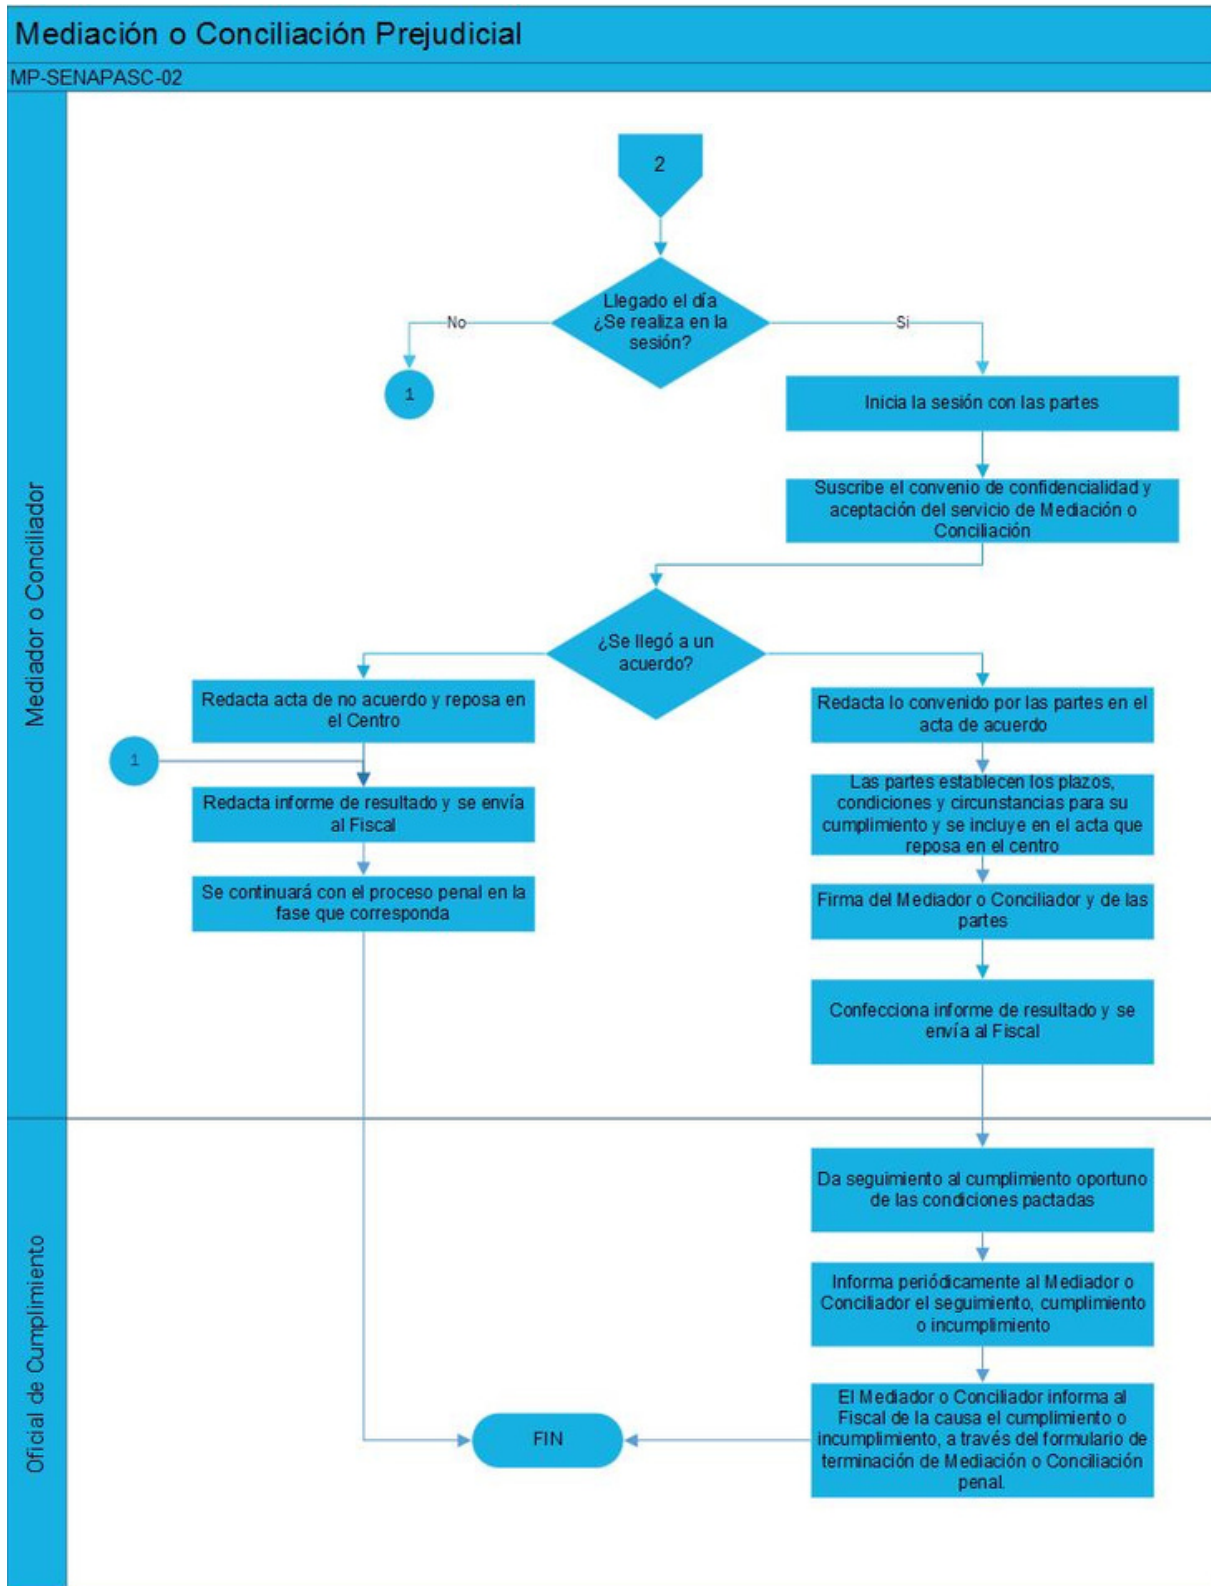 Mediación o Conciliación Prejudicial
MP-SENAPASC-02
Mediador o Conciliador
2
Llegado el día
¿Se realiza en la
sesión?
No
Si
1
Inicia la sesión con las partes
Suscribe el convenio de confidencialidad y
aceptación del servicio de Mediación o
Conciliación
¿Se llegó a un
acuerdo?
Redacta acta de no acuerdo y reposa en
el Centro
1
Redacta informe de resultado y se envía
al Fiscal
Se continuará con el proceso penal en la
fase que corresponda
Redacta lo convenido por las partes en el
acta de acuerdo
Las partes establecen los plazos,
condiciones y circunstancias para su
cumplimiento y se incluye en el acta que
reposa en el centro
Firma del Mediador o Conciliador y de las
partes
Confecciona informe de resultado y se
envía al Fiscal
Oficial de Cumplimiento
Da seguimiento al cumplimiento oportuno
de las condiciones pactadas
Informa periódicamente al Mediador o
Conciliador el seguimiento, cumplimiento
o incumplimiento
El Mediador o Conciliador informa al
Fiscal de la causa el cumplimiento o
incumplimiento, a través del formulario de
terminación de Mediación o Conciliación
penal.
FIN